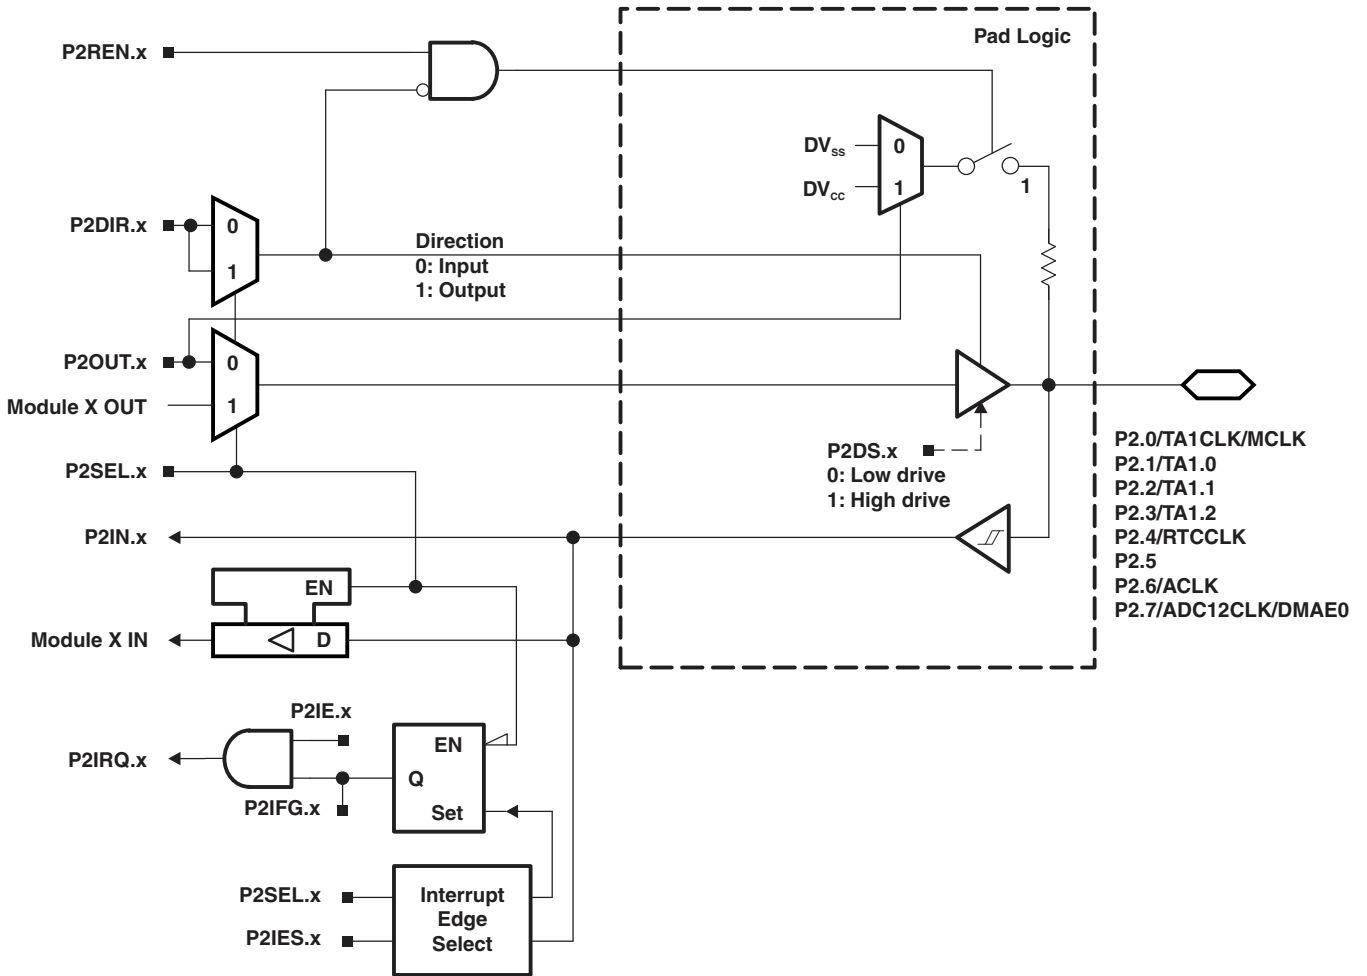 Pad Logic
P2REN.x
DVss
0
DVcc
1
1
P2DIR.x
0
1
Direction
0: Input
1: Output
P2OUT.x
0
Module X OUT
1
P2SEL.x
P2DS.x
0: Low drive
1: High drive
P2.0/TA1CLK/MCLK
P2.1/TA1.0
P2.2/TA1.1
P2.3/TA1.2
P2.4/RTCCLK
P2.5
P2.6/ACLK
P2.7/ADC12CLK/DMAE0
P2IN.x
EN
Module X IN
D
P2IE.x
P2IRQ.x
EN
Q
P2IFG.x
Set
P2SEL.x
P2IES.x
Interrupt
Edge
Select